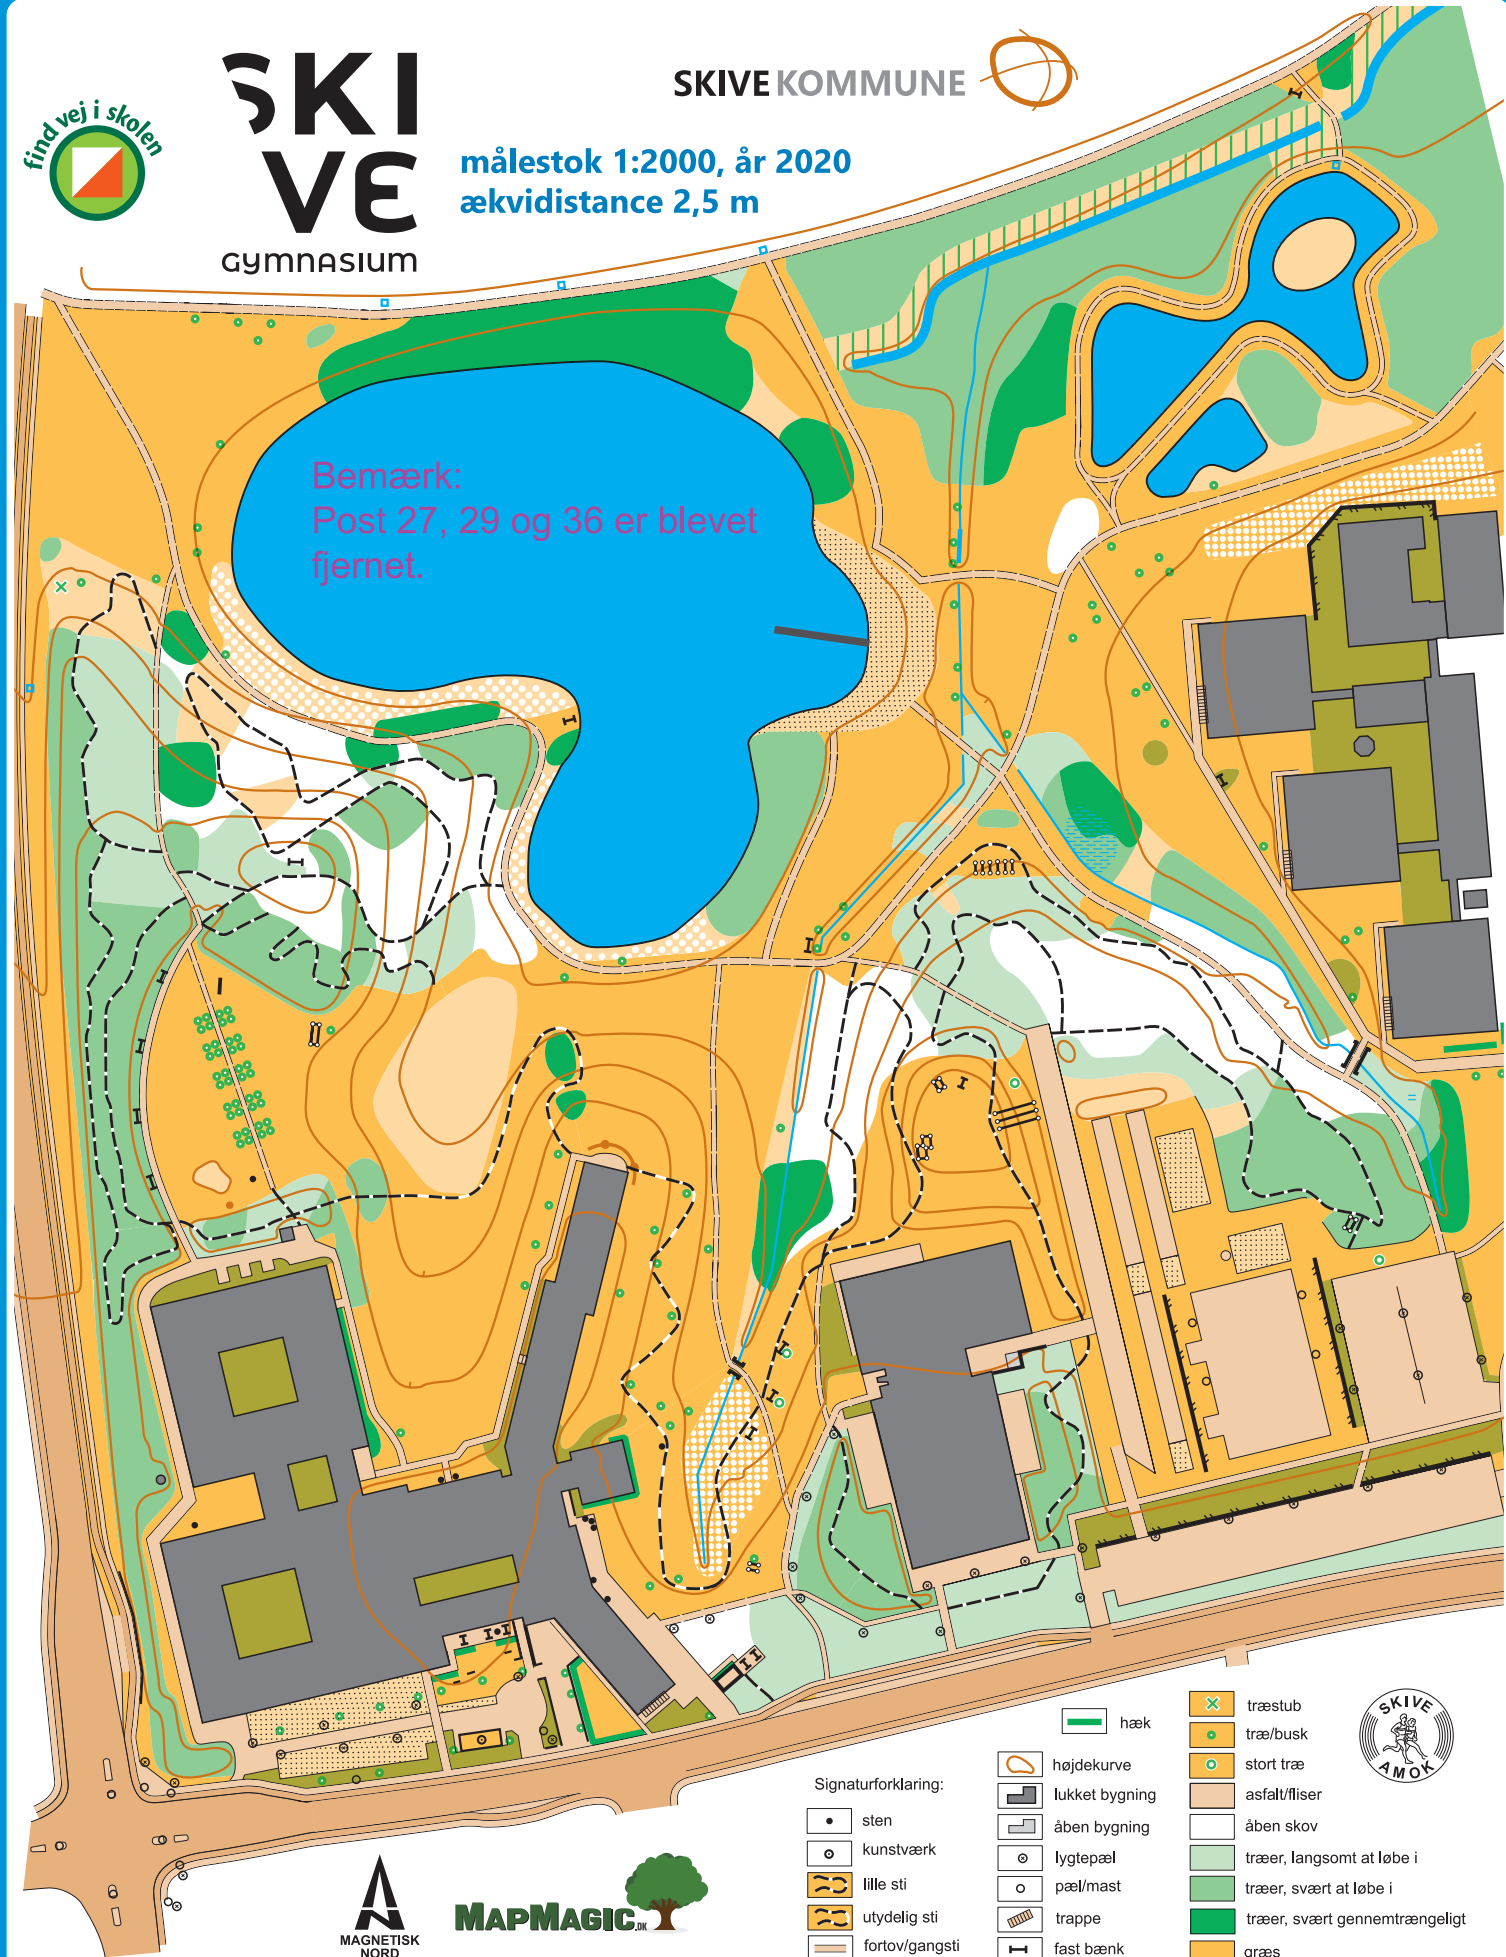 find vej i skolen
SKI
VE
GYMNASIUM
SKIVE KOMMUNE
målestok 1:2000, år 2020
ækvidistance 2,5 m
Bemærk:
Post 27, 29 og 36 er blevet
fjernet.
Signaturforklaring:
sten
kunstværk
lille sti
utydelig sti
fortov/gangsti
hæk
højdekurve
lukket bygning
åben bygning
lygtepæl
pæl/mast
trappe
fast bænk
træstub
træ/busk
stort træ
asfalt/fliser
åben skov
træer, langsomt at løbe i
træer, svært at løbe i
træer, svært gennemtrængeligt
græs
SKIVE
AMOK
MAGNETISK
NORD
MAPMAGIC.DK